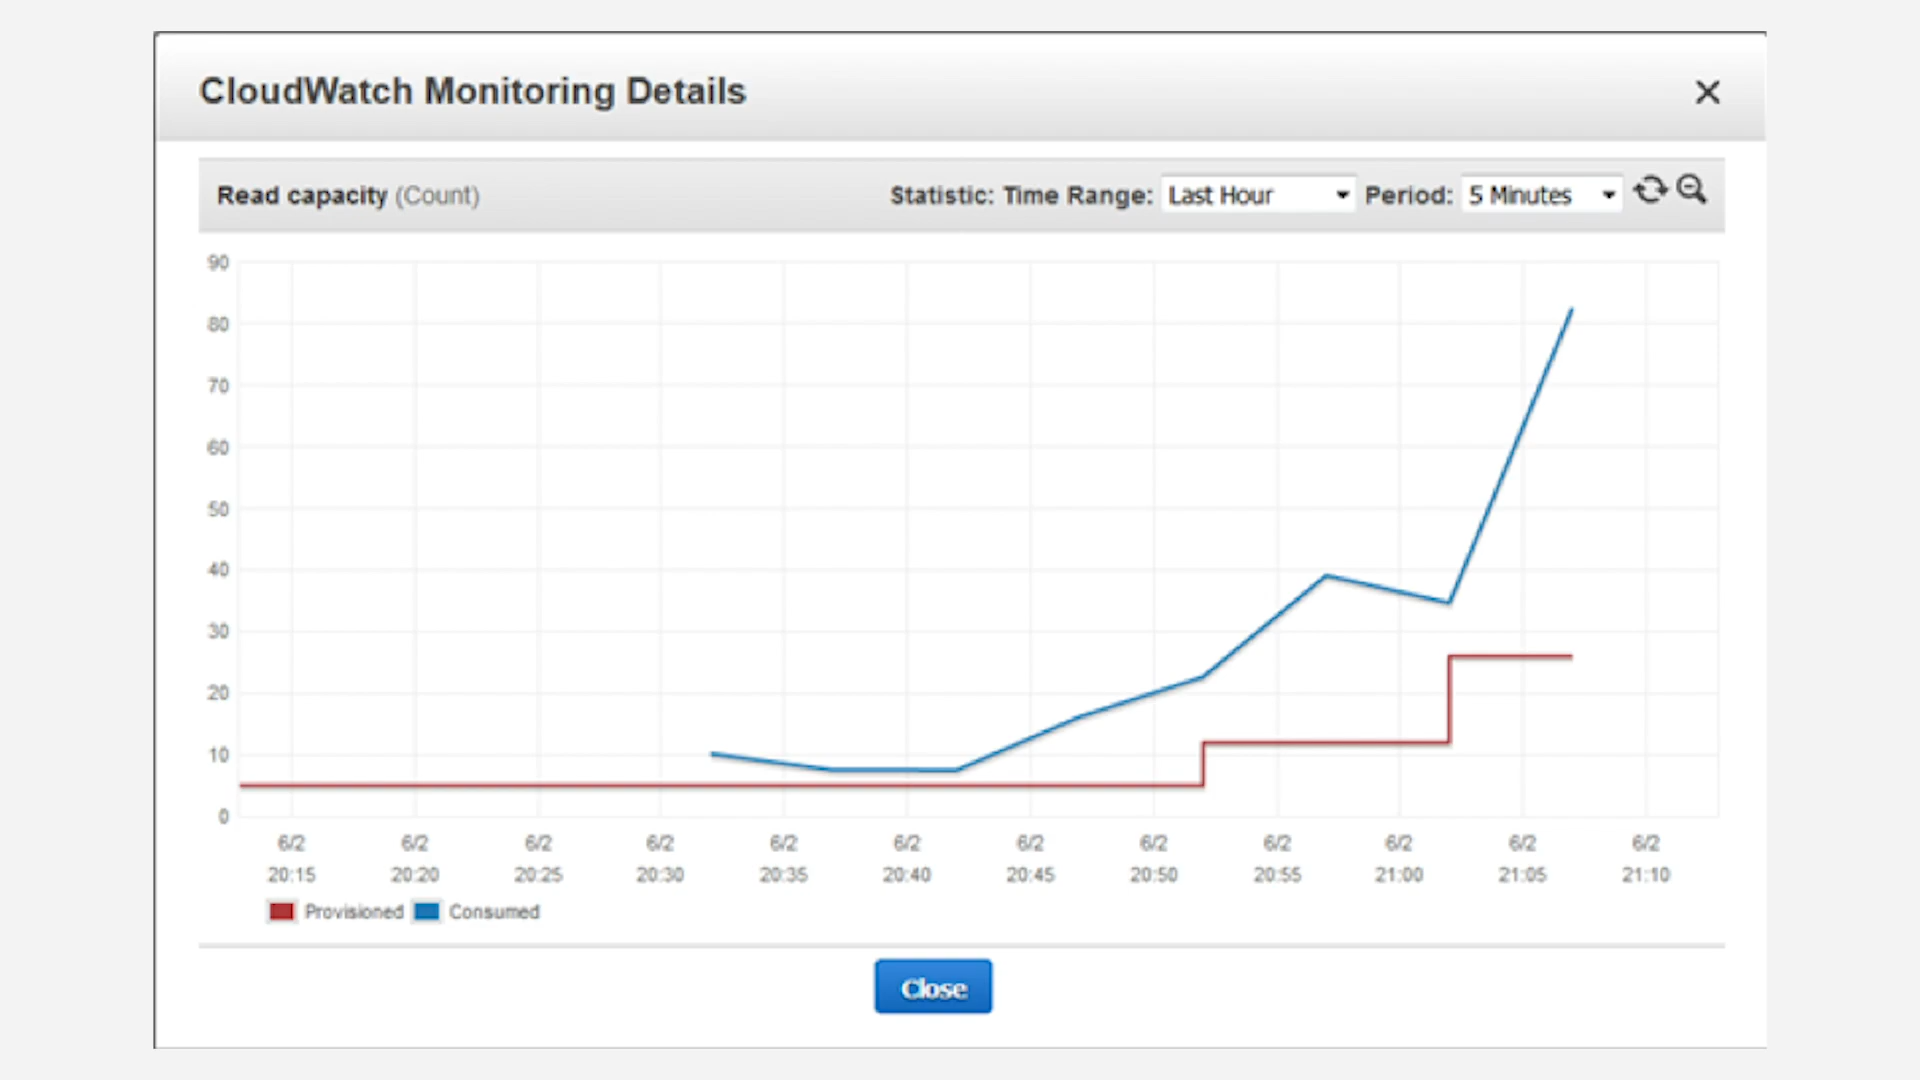 CloudWatch Monitoring Details
Read capacity (Count) Statistic: Time Range: Last Hour Period: 5 Minutes
90
80
70
60
50
40
30
20
10
0
6/2 6/2 6/2 6/2 6/2 6/2 6/2 6/2 6/2 6/2 6/2 6/2
20:15 20:20 20:25 20:30 20:35 20:40 20:45 20:50 20:55 21:00 21:05 21:10
Provisioned Consumed
Close